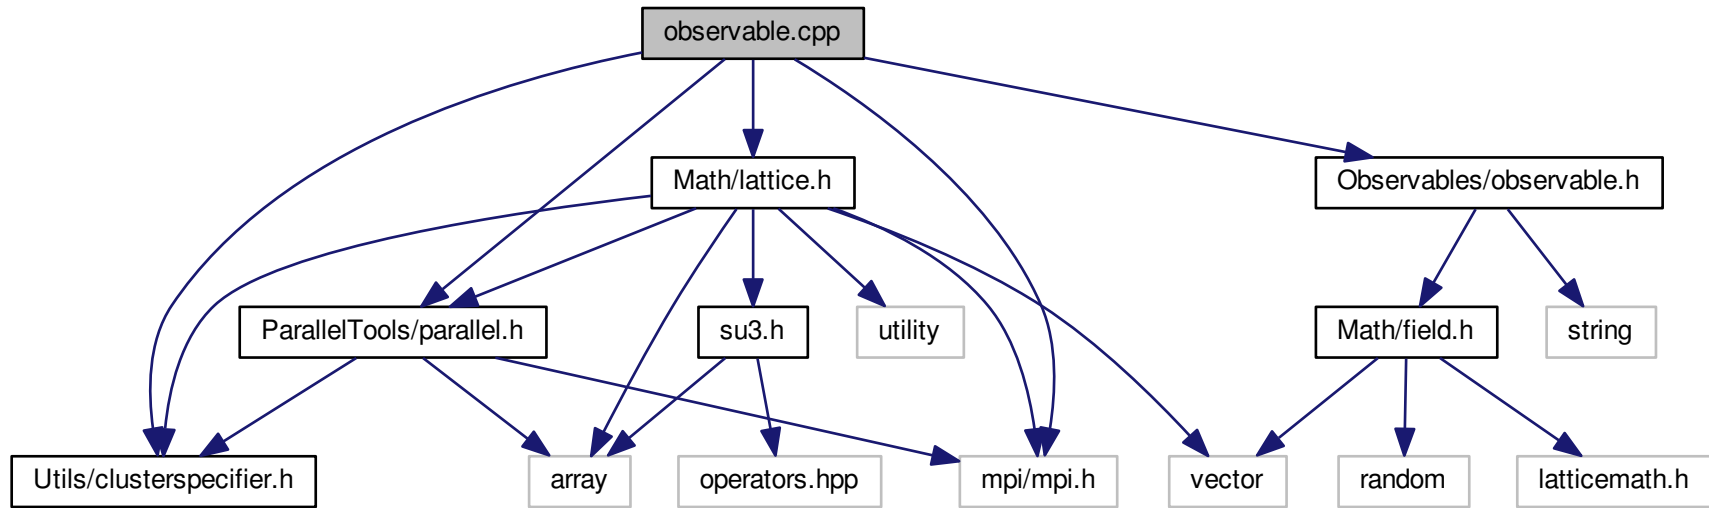 observable.cpp
Math/lattice.h
Observables/observable.h
ParallelTools/parallel.h
su3.h
utility
Math/field.h
string
Utils/clusterspecifier.h
array
operators.hpp
mpi/mpi.h
vector
random
latticemath.h